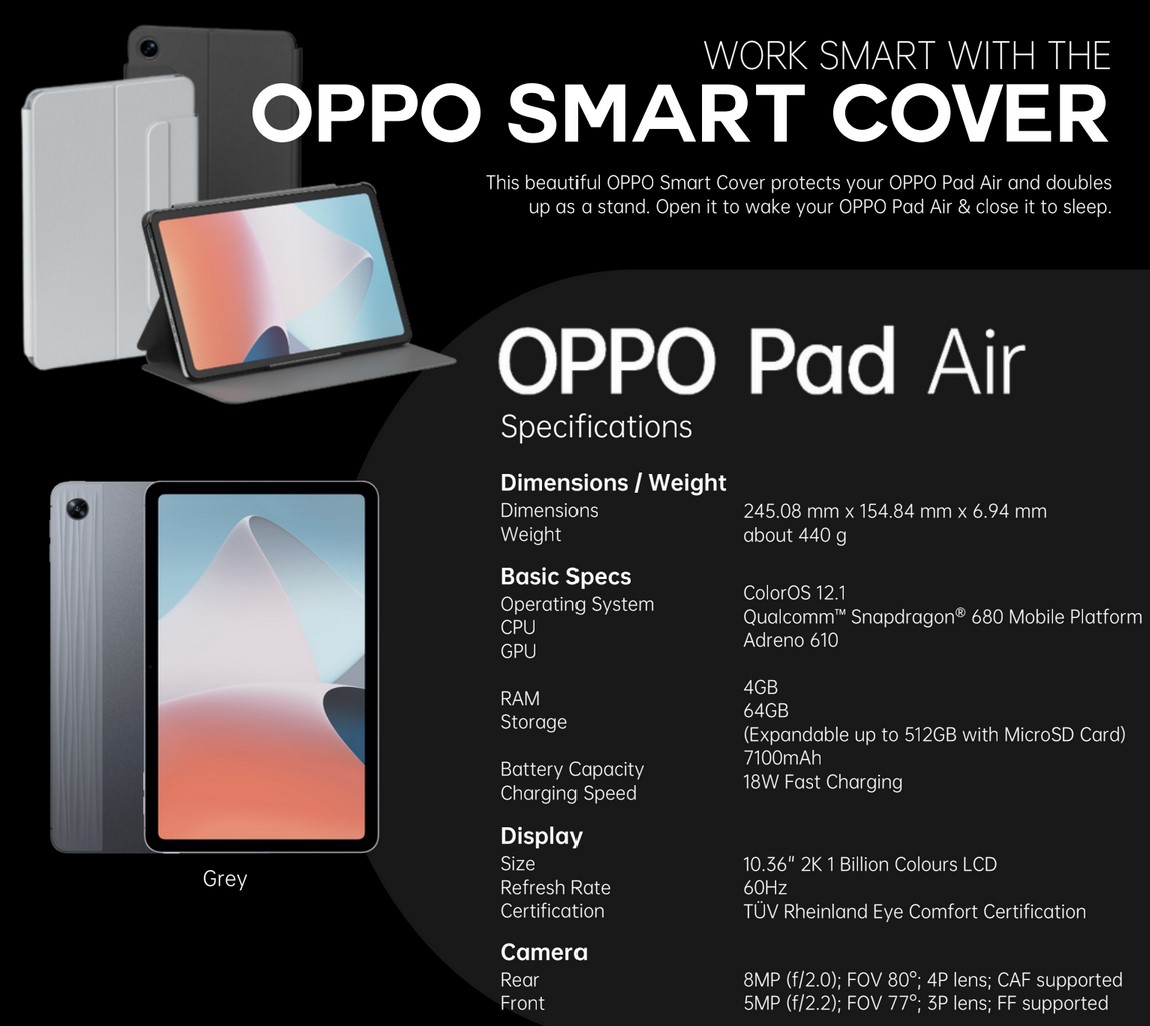 WORK SMART WITH THE
OPPO SMART COVER
This beautiful OPPO Smart Cover protects your OPPO Pad Air and doubles
up as a stand. Open it to wake your OPPO Pad Air & close it to sleep.
OPPO Pad Air
Specifications
Dimensions / Weight
Dimensions 245.08 mm x 154.84 mm x 6.94 mm
Weight about 440 g
Basic Specs
Operating System ColorOS 12.1
CPU Qualcomm™ Snapdragon® 680 Mobile Platform
GPU Adreno 610
RAM 4GB
Storage 64GB
(Expandable up to 512GB with MicroSD Card)
Battery Capacity 7100mAh
Charging Speed 18W Fast Charging
Display
Size 10.36" 2K 1 Billion Colours LCD
Refresh Rate 60Hz
Certification TÜV Rheinland Eye Comfort Certification
Camera
Rear 8MP (f/2.0); FOV 80°; 4P lens; CAF supported
Front 5MP (f/2.2); FOV 77°; 3P lens; FF supported
Grey